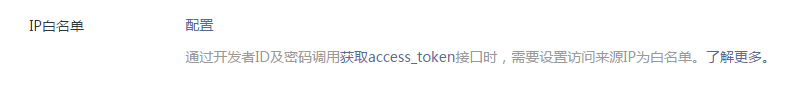 IP白名单 配置
通过开发者ID及密码调用获取access_token接口时，需要设置访问来源IP为白名单。了解更多。